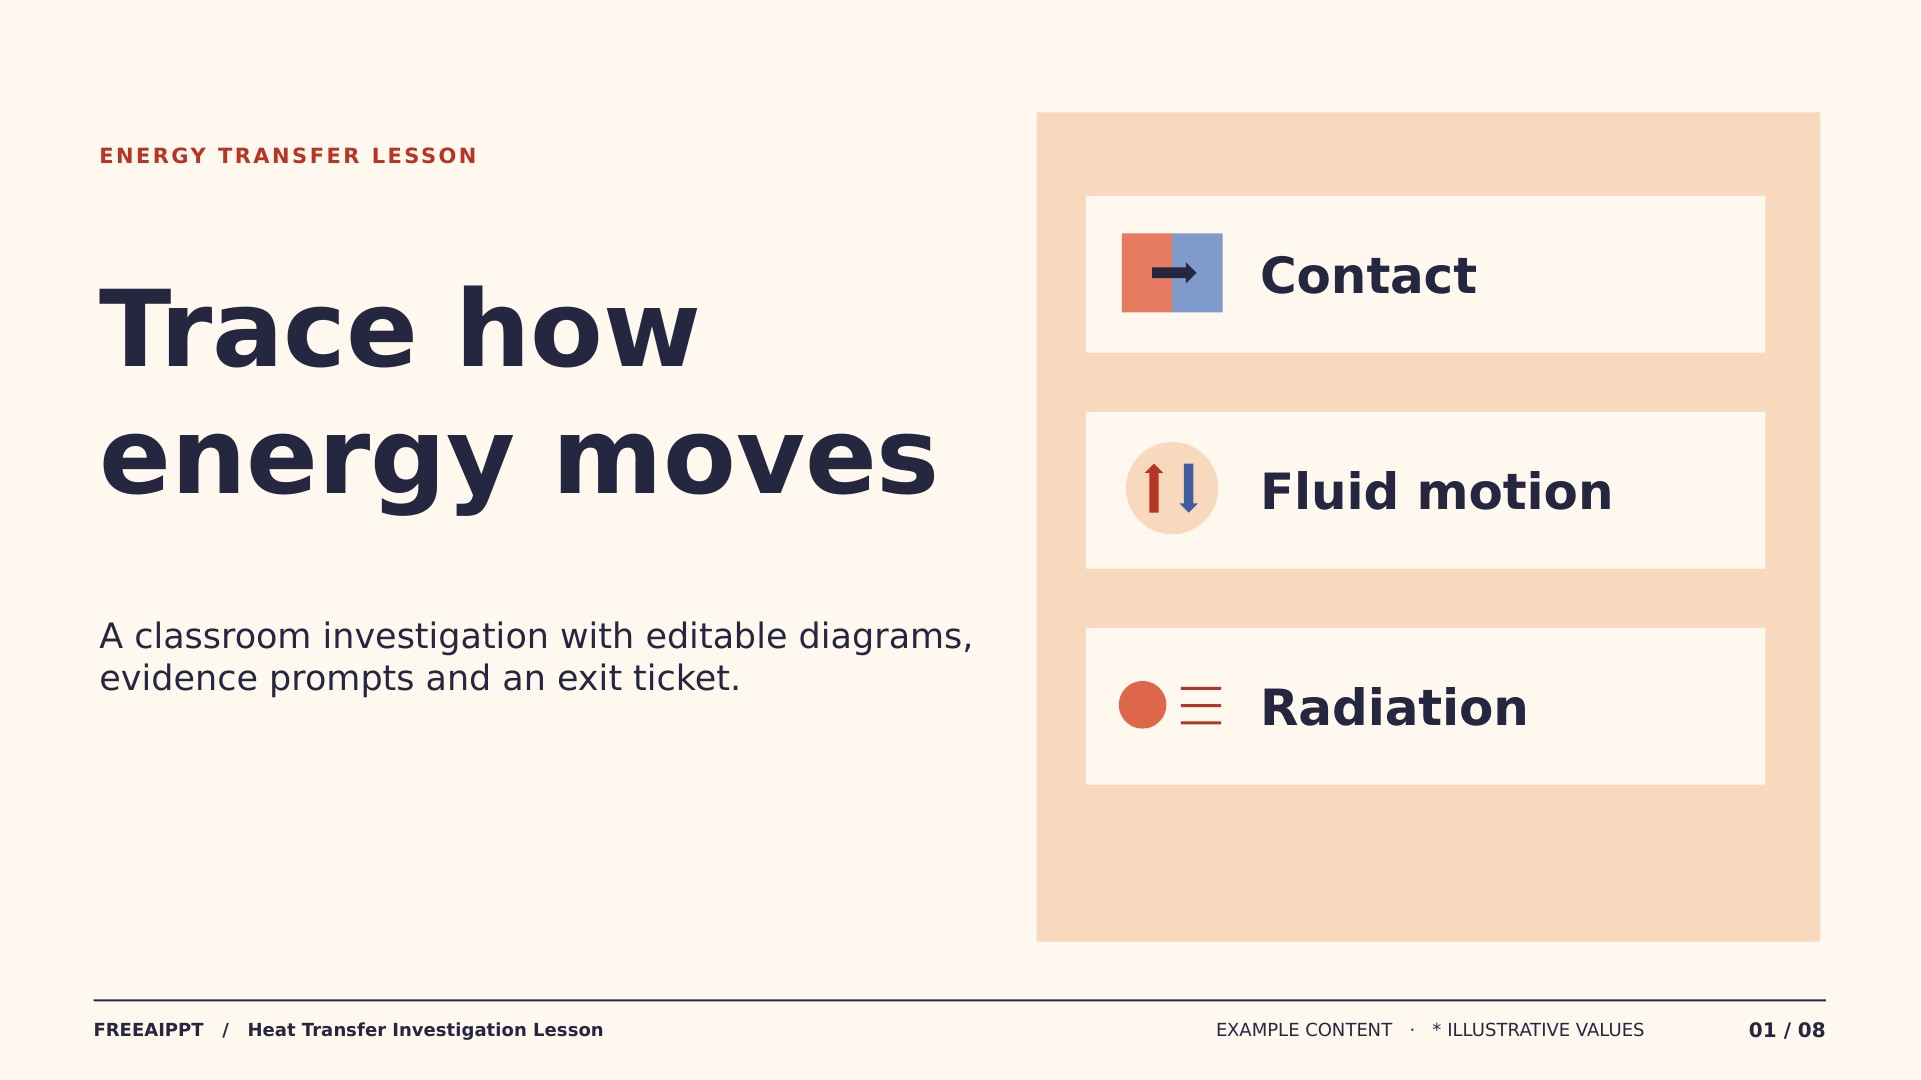 ENERGY TRANSFER LESSON
Trace how
energy moves
A classroom investigation with editable diagrams,
evidence prompts and an exit ticket.
Contact
Fluid motion
Radiation
FREEAIPPT / Heat Transfer Investigation Lesson
EXAMPLE CONTENT · * ILLUSTRATIVE VALUES
01 / 08